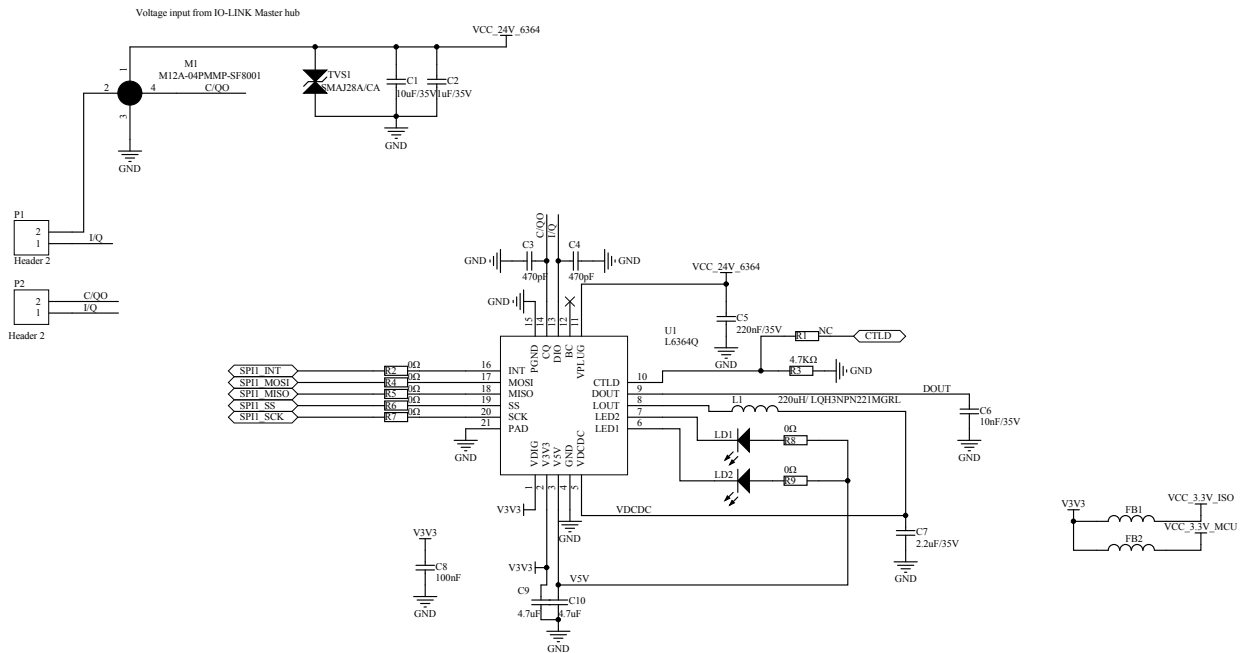 Voltage input from IO-LINK Master hub
VCC_24V_6364
M1
M12A-04PMMP-SF8001
1
2
4
C/QO
3
GND
TVS1
SMAJ28A/CA
C1
10uF/35V
C2
1uF/35V
GND
P1
2
1
I/Q
Header 2
P2
2
C/QO
1
I/Q
Header 2
C/QO
I/Q
GND
C3
470pF
C4
470pF
GND
GND
VCC_24V_6364
C5
220nF/35V
GND
15
14
13
12
11
PGND
CQ
DIO
BC
VPLUG
U1
L6364Q
R1
NC
CTLD
4.7KΩ
R3
GND
SPI1_INT
R2
0Ω
16
INT
SPI1_MOSI
R4
0Ω
17
MOSI
SPI1_MISO
R5
0Ω
18
MISO
SPI1_SS
R6
0Ω
19
SS
SPI1_SCK
R7
0Ω
20
SCK
21
PAD
GND
CTLD
10
DOUT
9
LOUT
8
LED2
7
LED1
6
DOUT
L1
220uH/ LQH3NPN221MGRL
C6
10nF/35V
GND
LD1
0Ω
R8
LD2
0Ω
R9
VDIG
V3V3
V5V
GND
VDCDC
1
2
3
4
5
V3V3
GND
VDCDC
C7
2.2uF/35V
GND
V3V3
C8
100nF
GND
V3V3
V5V
C9
4.7uF
C10
4.7uF
GND
V3V3
FB1
VCC_3.3V_ISO
VCC_3.3V_MCU
FB2